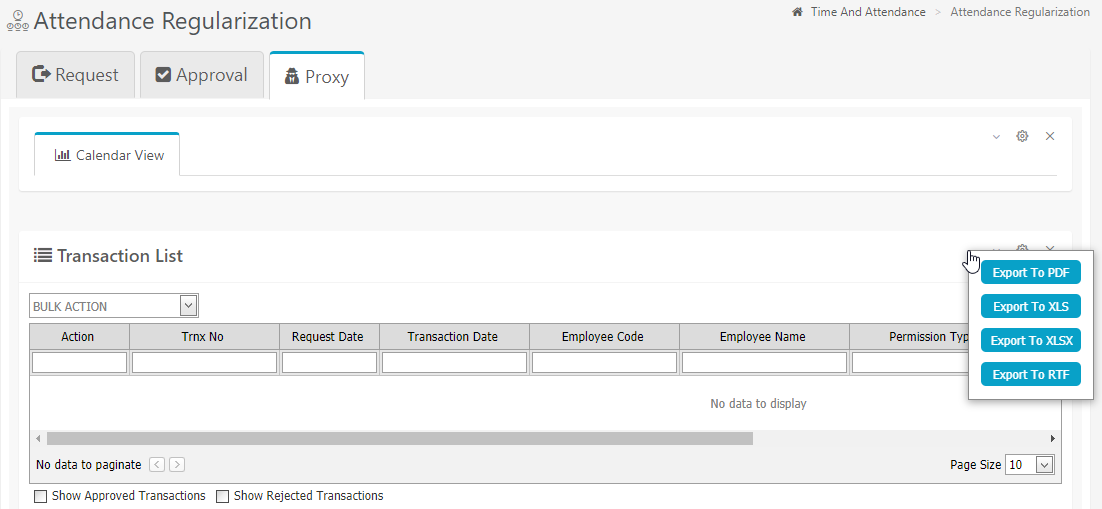 Attendance Regularization
Time And Attendance > Attendance Regularization
Request
Approval
Proxy
Calendar View
Transaction List
Export To PDF
Export To XLS
Export To XLSX
Export To RTF
BULK ACTION
Action Trnx No Request Date Transaction Date Employee Code Employee Name Permission Typ
No data to display
No data to paginate
Page Size 10
Show Approved Transactions Show Rejected Transactions